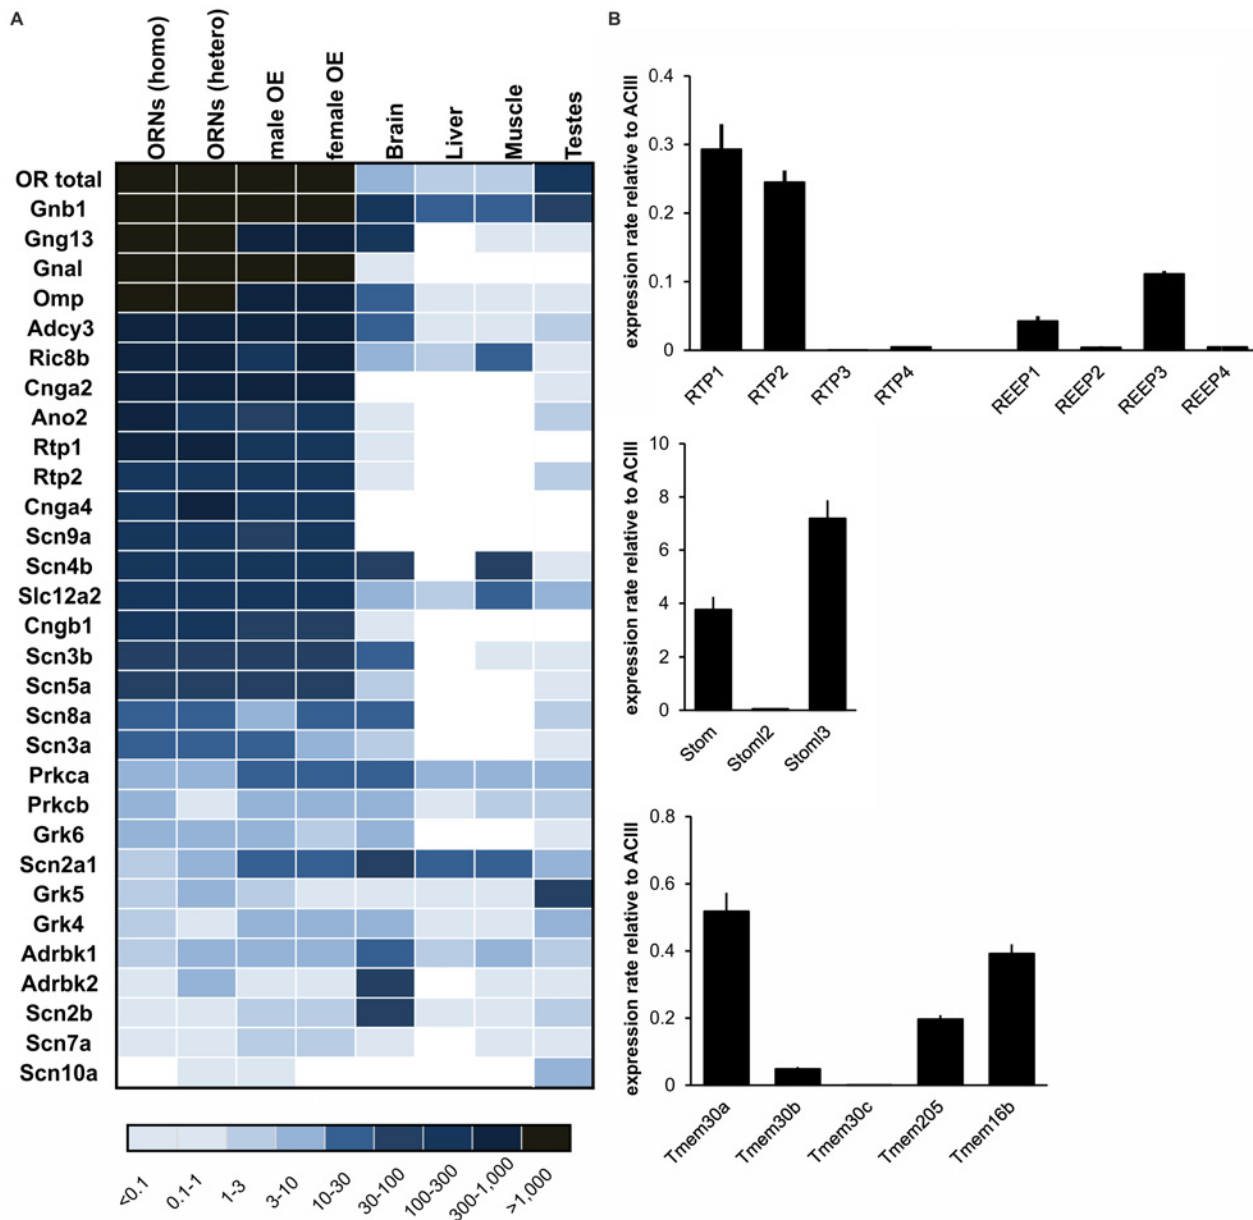 A
ORNs (homo)
ORNs (hetero)
male OE
female OE
Brain
Liver
Muscle
Testes
OR total
Gnb1
Gng13
Gnal
Omp
Adcy3
Ric8b
Cnga2
Ano2
Rtp1
Rtp2
Cnga4
Scn9a
Scn4b
Slc12a2
Cngb1
Scn3b
Scn5a
Scn8a
Scn3a
Prkca
Prkcb
Grk6
Scn2a1
Grk5
Grk4
Adrbk1
Adrbk2
Scn2b
Scn7a
Scn10a
<0.1
0.1-1
1-3
3-10
10-30
30-100
100-300
300-1,000
>1,000
B
expression rate relative to ACIII
0.4
0.3
0.2
0.1
0
RTP1
RTP2
RTP3
RTP4
REEP1
REEP2
REEP3
REEP4
expression rate relative to ACIII
10
8
6
4
2
0
Stom
Stoml2
Stoml3
expression rate relative to ACIII
0.8
0.6
0.4
0.2
0
Tmem30a
Tmem30b
Tmem30c
Tmem205
Tmem16b